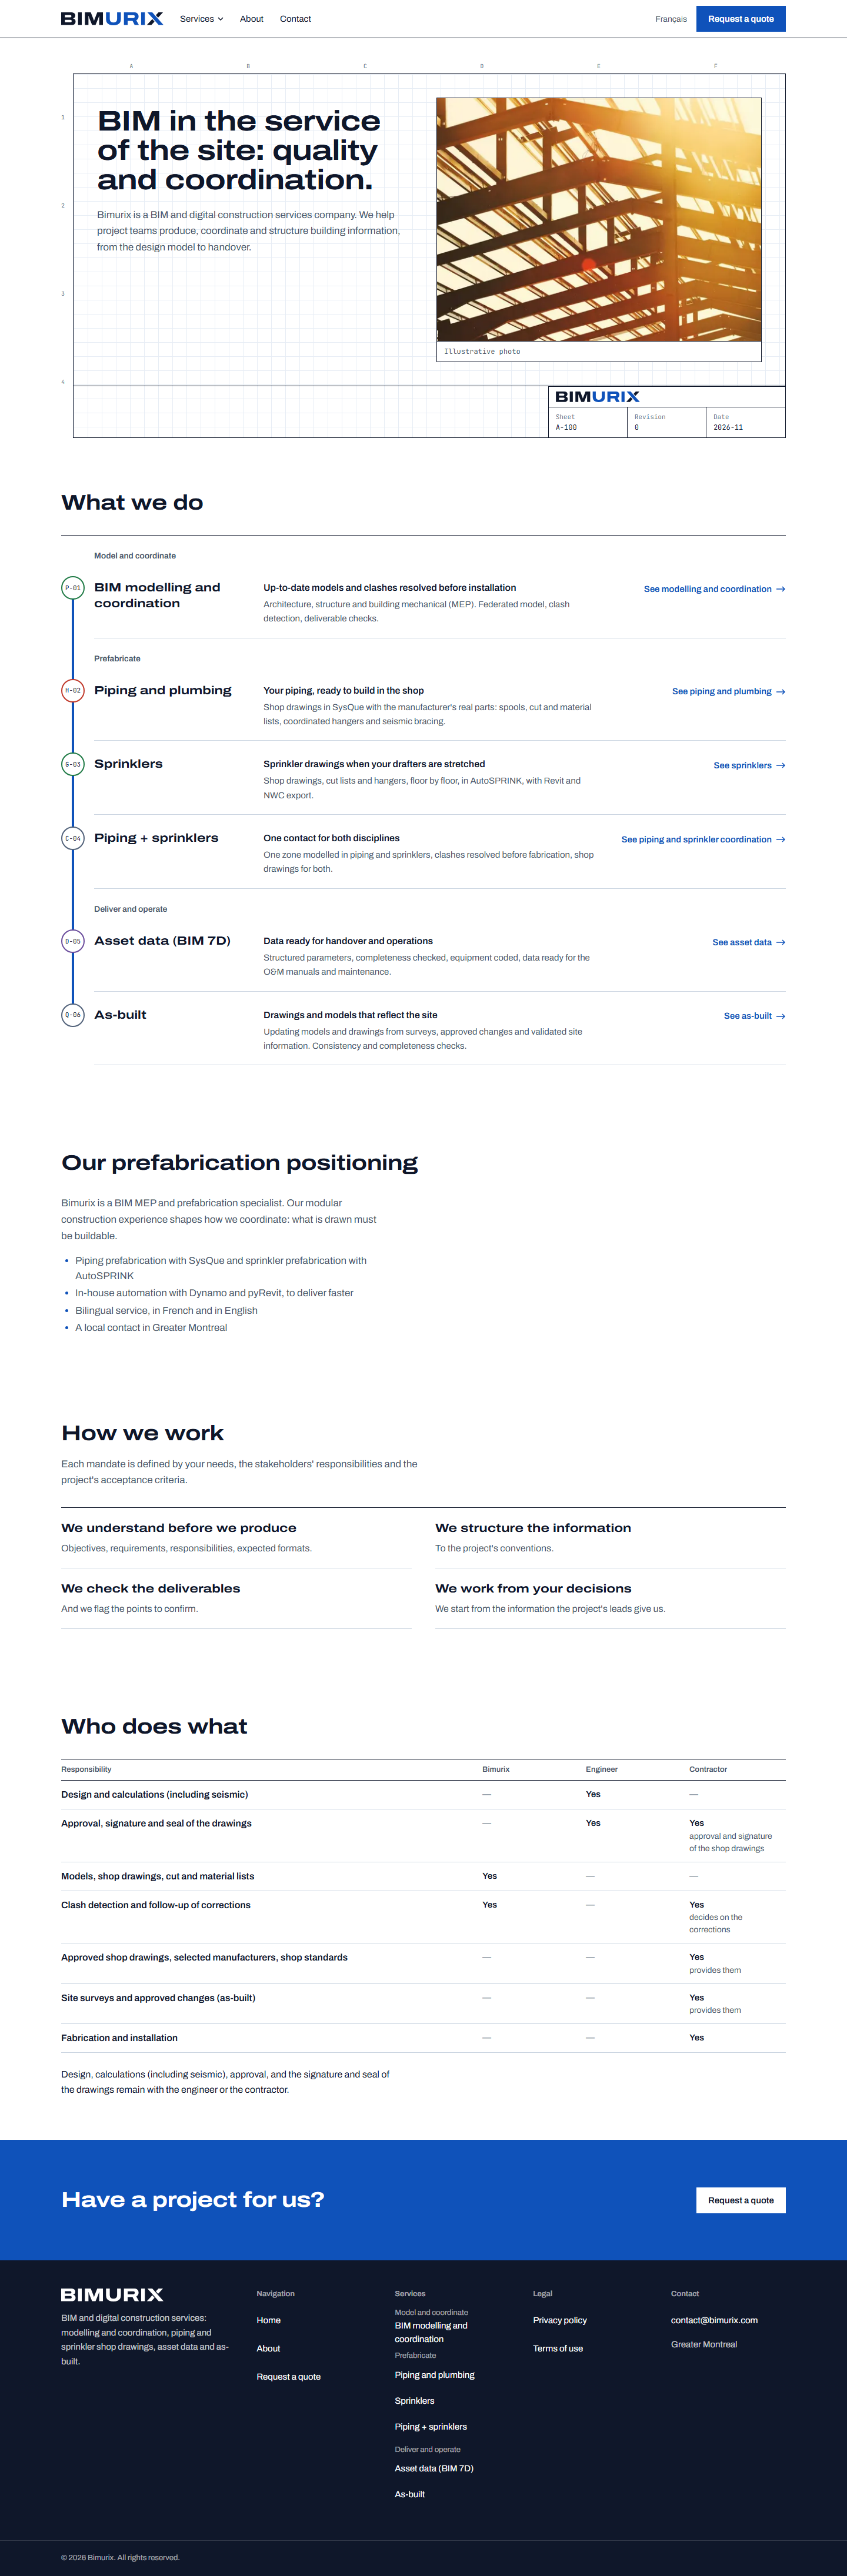 BIMURIX
Services
About
Contact
Français
Request a quote
A B C D E F
1
BIM in the service
of the site: quality
and coordination.
2
Bimurix is a BIM and digital construction services company. We help
project teams produce, coordinate and structure building information,
from the design model to handover.
3
Illustrative photo
4
BIMURIX
Sheet
A-100
Revision
0
Date
2026-11
What we do
Model and coordinate
P-01
BIM modelling and
coordination
Up-to-date models and clashes resolved before installation
Architecture, structure and building mechanical (MEP). Federated model, clash
detection, deliverable checks.
See modelling and coordination →
Prefabricate
H-02
Piping and plumbing
Your piping, ready to build in the shop
Shop drawings in SysQue with the manufacturer's real parts: spools, cut and material
lists, coordinated hangers and seismic bracing.
See piping and plumbing →
G-03
Sprinklers
Sprinkler drawings when your drafters are stretched
Shop drawings, cut lists and hangers, floor by floor, in AutoSPRINK, with Revit and
NWC export.
See sprinklers →
C-04
Piping + sprinklers
One contact for both disciplines
One zone modelled in piping and sprinklers, clashes resolved before fabrication, shop
drawings for both.
See piping and sprinkler coordination →
Deliver and operate
D-05
Asset data (BIM 7D)
Data ready for handover and operations
Structured parameters, completeness checked, equipment coded, data ready for the
O&M manuals and maintenance.
See asset data →
Q-06
As-built
Drawings and models that reflect the site
Updating models and drawings from surveys, approved changes and validated site
information. Consistency and completeness checks.
See as-built →
Our prefabrication positioning
Bimurix is a BIM MEP and prefabrication specialist. Our modular
construction experience shapes how we coordinate: what is drawn must
be buildable.
• Piping prefabrication with SysQue and sprinkler prefabrication with
AutoSPRINK
• In-house automation with Dynamo and pyRevit, to deliver faster
• Bilingual service, in French and in English
• A local contact in Greater Montreal
How we work
Each mandate is defined by your needs, the stakeholders' responsibilities and the
project's acceptance criteria.
We understand before we produce
Objectives, requirements, responsibilities, expected formats.
We structure the information
To the project's conventions.
We check the deliverables
And we flag the points to confirm.
We work from your decisions
We start from the information the project's leads give us.
Who does what
Responsibility Bimurix Engineer Contractor
Design and calculations (including seismic) — Yes —
Approval, signature and seal of the drawings — Yes Yes
approval and signature
of the shop drawings
Models, shop drawings, cut and material lists Yes — —
Clash detection and follow-up of corrections Yes — Yes
decides on the
corrections
Approved shop drawings, selected manufacturers, shop standards — — Yes
provides them
Site surveys and approved changes (as-built) — — Yes
provides them
Fabrication and installation — — Yes
Design, calculations (including seismic), approval, and the signature and seal of
the drawings remain with the engineer or the contractor.
Have a project for us?
Request a quote
BIMURIX
BIM and digital construction services:
modelling and coordination, piping and
sprinkler shop drawings, asset data and as-
built.
Navigation
Home
About
Request a quote
Services
Model and coordinate
BIM modelling and
coordination
Prefabricate
Piping and plumbing
Sprinklers
Piping + sprinklers
Deliver and operate
Asset data (BIM 7D)
As-built
Legal
Privacy policy
Terms of use
Contact
contact@bimurix.com
Greater Montreal
© 2026 Bimurix. All rights reserved.